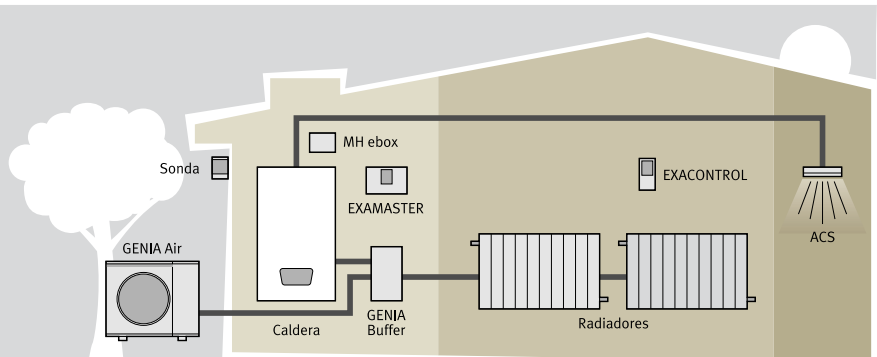 MH ebox
Sonda
EXAMASTER
EXACONTROL
ACS
GENIA Air
Caldera
GENIA
Buffer
Radiadores